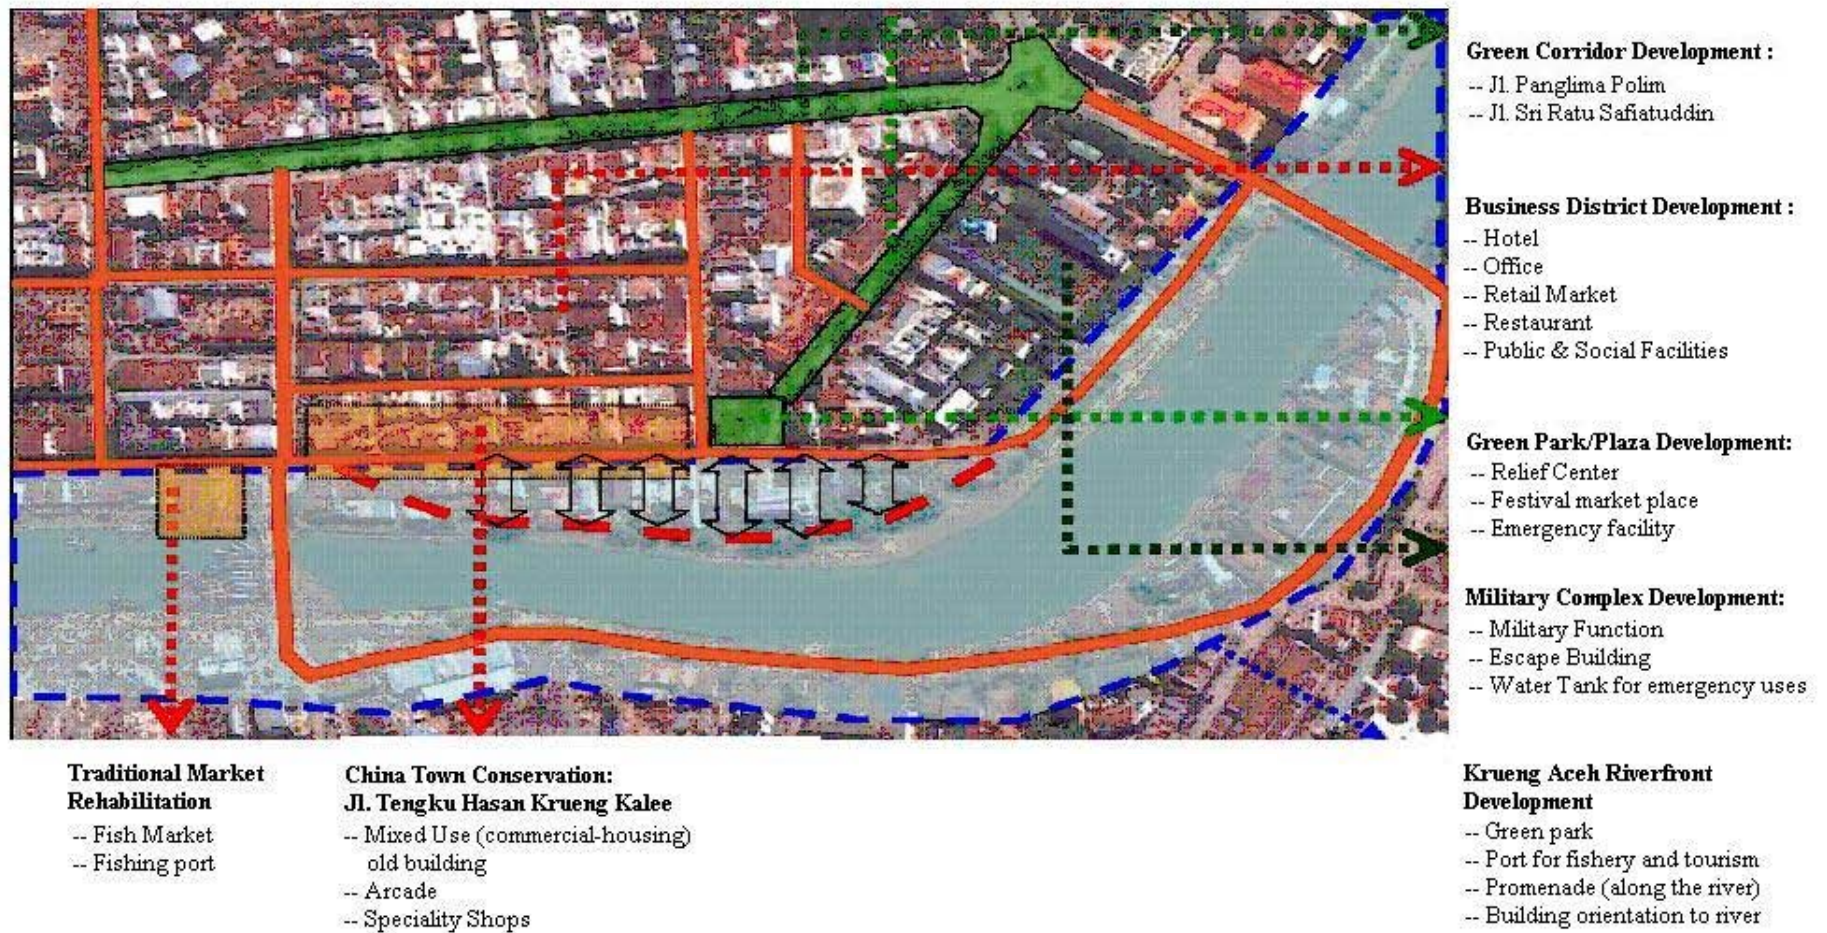 Green Corridor Development :
-- Jl. Panglima Polim
-- Jl. Sri Ratu Safiatuddin
Business District Development :
-- Hotel
-- Office
-- Retail Market
-- Restaurant
-- Public & Social Facilities
Green Park/Plaza Development:
-- Relief Center
-- Festival market place
-- Emergency facility
Military Complex Development:
-- Military Function
-- Escape Building
-- Water Tank for emergency uses
Traditional Market
Rehabilitation
-- Fish Market
-- Fishing port
China Town Conservation:
Jl. Tengku Hasan Krueng Kalee
-- Mixed Use (commercial-housing)
old building
-- Arcade
-- Speciality Shops
Krueng Aceh Riverfront
Development
-- Green park
-- Port for fishery and tourism
-- Promenade (along the river)
-- Building orientation to river